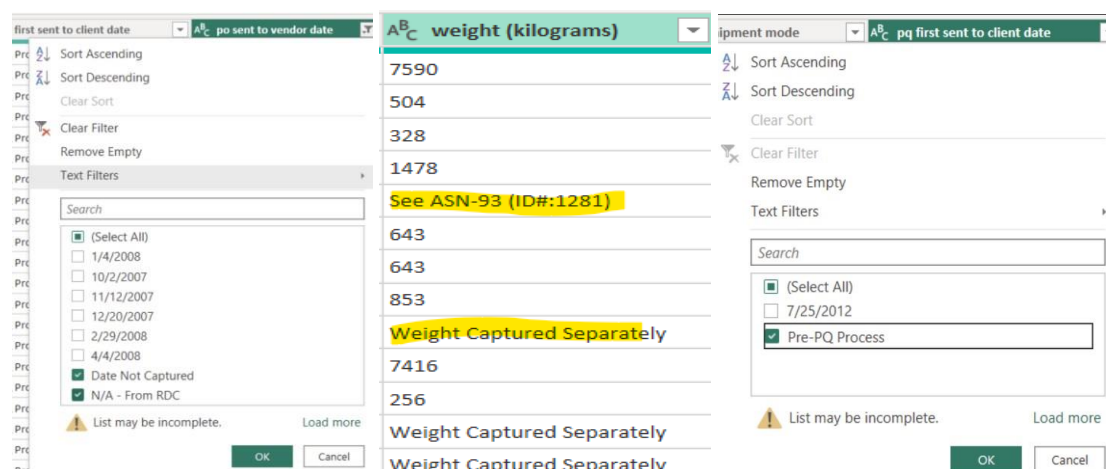 first sent to client date
ABC po sent to vendor date
Sort Ascending
Sort Descending
Clear Sort
Clear Filter
Remove Empty
Text Filters
Search
(Select All)
1/4/2008
10/2/2007
11/12/2007
12/20/2007
2/29/2008
4/4/2008
Date Not Captured
N/A - From RDC
List may be incomplete. Load more
OK Cancel
ABC weight (kilograms)
7590
504
328
1478
See ASN-93 (ID#:1281)
643
643
853
Weight Captured Separately
7416
256
Weight Captured Separately
Weight Captured Separately
ipment mode
ABC pq first sent to client date
Sort Ascending
Sort Descending
Clear Sort
Clear Filter
Remove Empty
Text Filters
Search
(Select All)
7/25/2012
Pre-PQ Process
List may be incomplete. Load more
OK Cancel